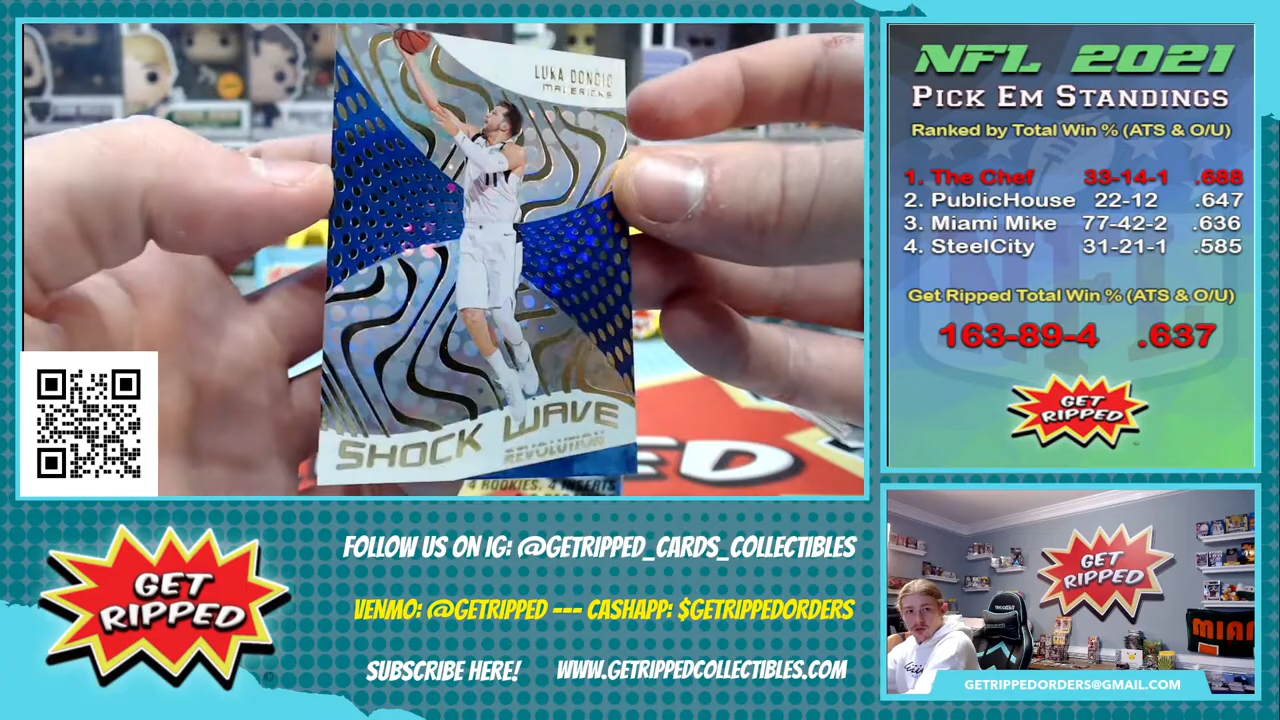 LUKA DONCIC
MAVERICKS
SHOCK WAVE
REVOLUTION
4 ROOKIES, 4 INSERTS
NFL 2021
PICK EM STANDINGS
Ranked by Total Win % (ATS & O/U)
1. The Chef 33-14-1 .688
2. PublicHouse 22-12 .647
3. Miami Mike 77-42-2 .636
4. SteelCity 31-21-1 .585
Get Ripped Total Win % (ATS & O/U)
163-89-4 .637
GET
RIPPED
GET
RIPPED
FOLLOW US ON IG: @GETRIPPED_CARDS_COLLECTIBLES
VENMO: @GETRIPPED --- CASHAPP: $GETRIPPEDORDERS
SUBSCRIBE HERE! WWW.GETRIPPEDCOLLECTIBLES.COM
GET
RIPPED
MIAM
GETRIPPEDORDERS@GMAIL.COM